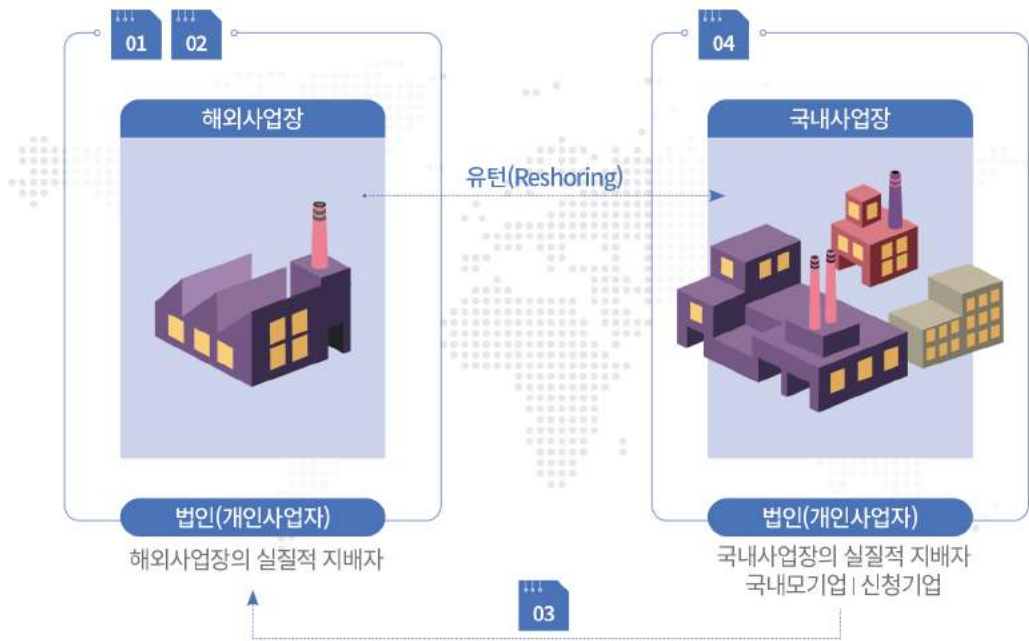 01 02
04
해외사업장
국내사업장
유턴(Reshoring)
법인(개인사업자)
해외사업장의 실질적 지배자
법인(개인사업자)
국내사업장의 실질적 지배자
국내모기업 | 신청기업
03